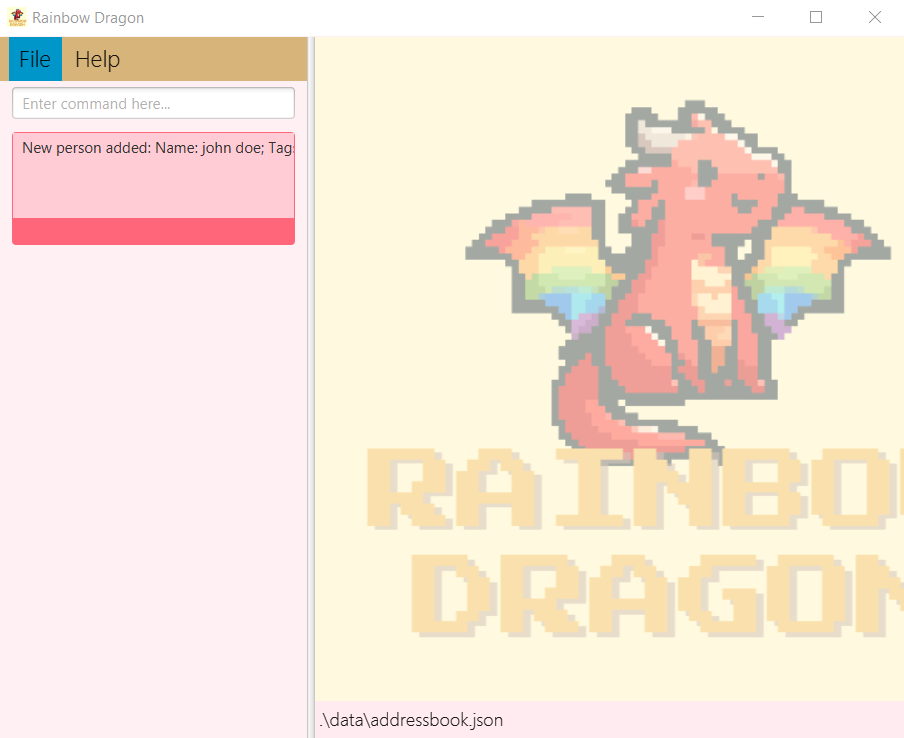 Rainbow Dragon
File Help
Enter command here...
New person added: Name: john doe; Tag
RAINBO
DRAGON
.\data\addressbook.json